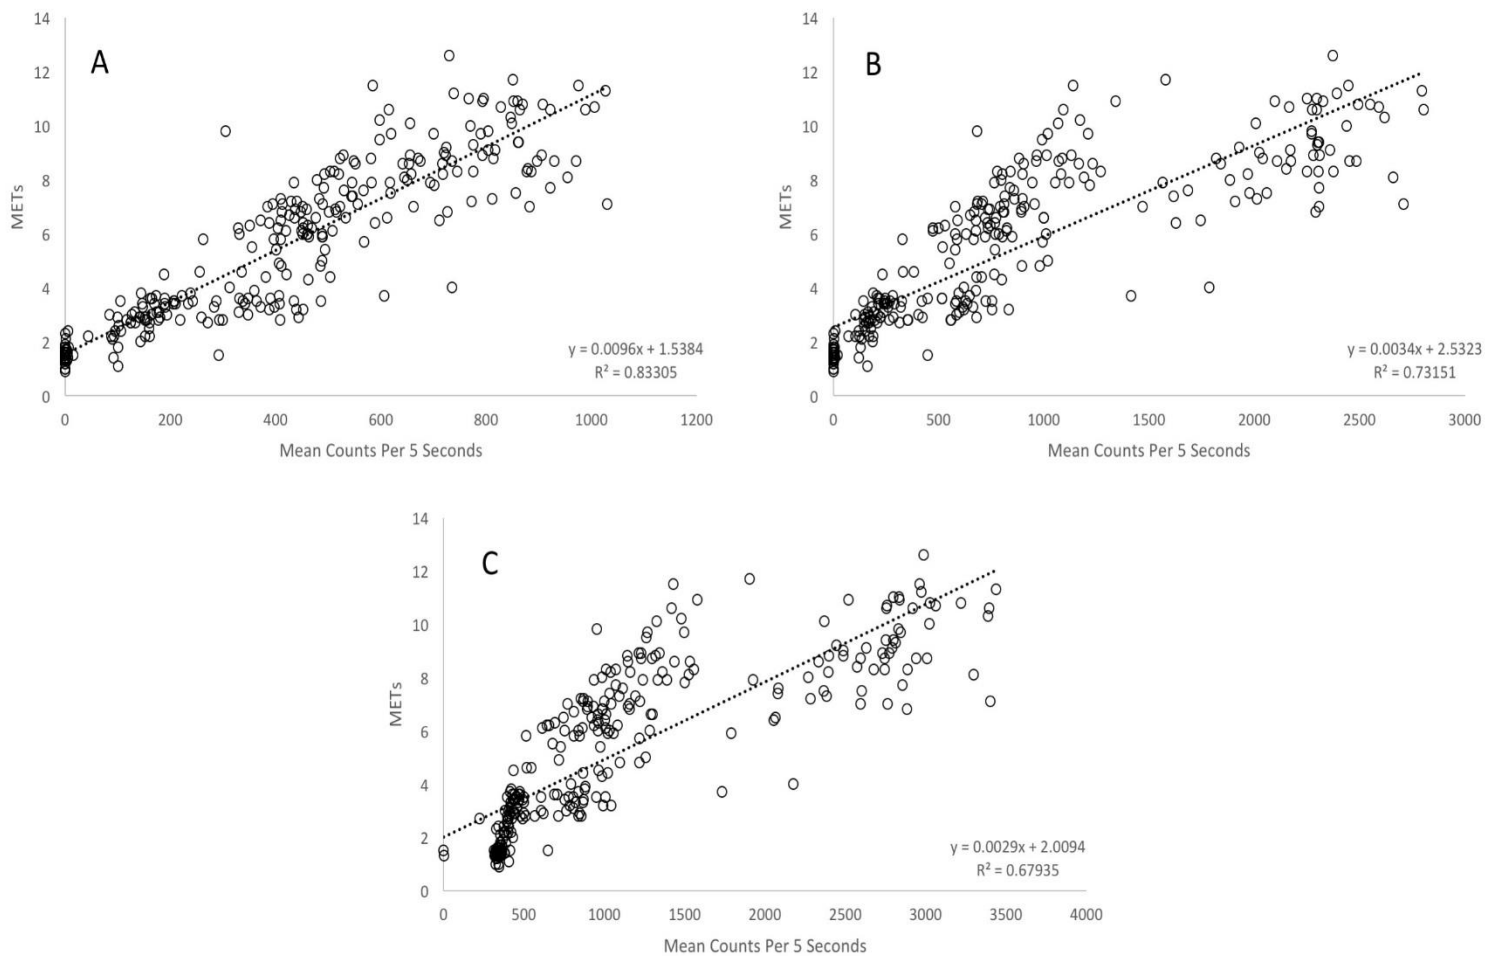 A
14
12
10
8
6
4
2
0
METs
y = 0.0096x + 1.5384
R² = 0.83305
0 200 400 600 800 1000 1200
Mean Counts Per 5 Seconds
B
14
12
10
8
6
4
2
0
METs
y = 0.0034x + 2.5323
R² = 0.73151
0 500 1000 1500 2000 2500 3000
Mean Counts Per 5 Seconds
C
14
12
10
8
6
4
2
0
METs
y = 0.0029x + 2.0094
R² = 0.67935
0 500 1000 1500 2000 2500 3000 3500 4000
Mean Counts Per 5 Seconds